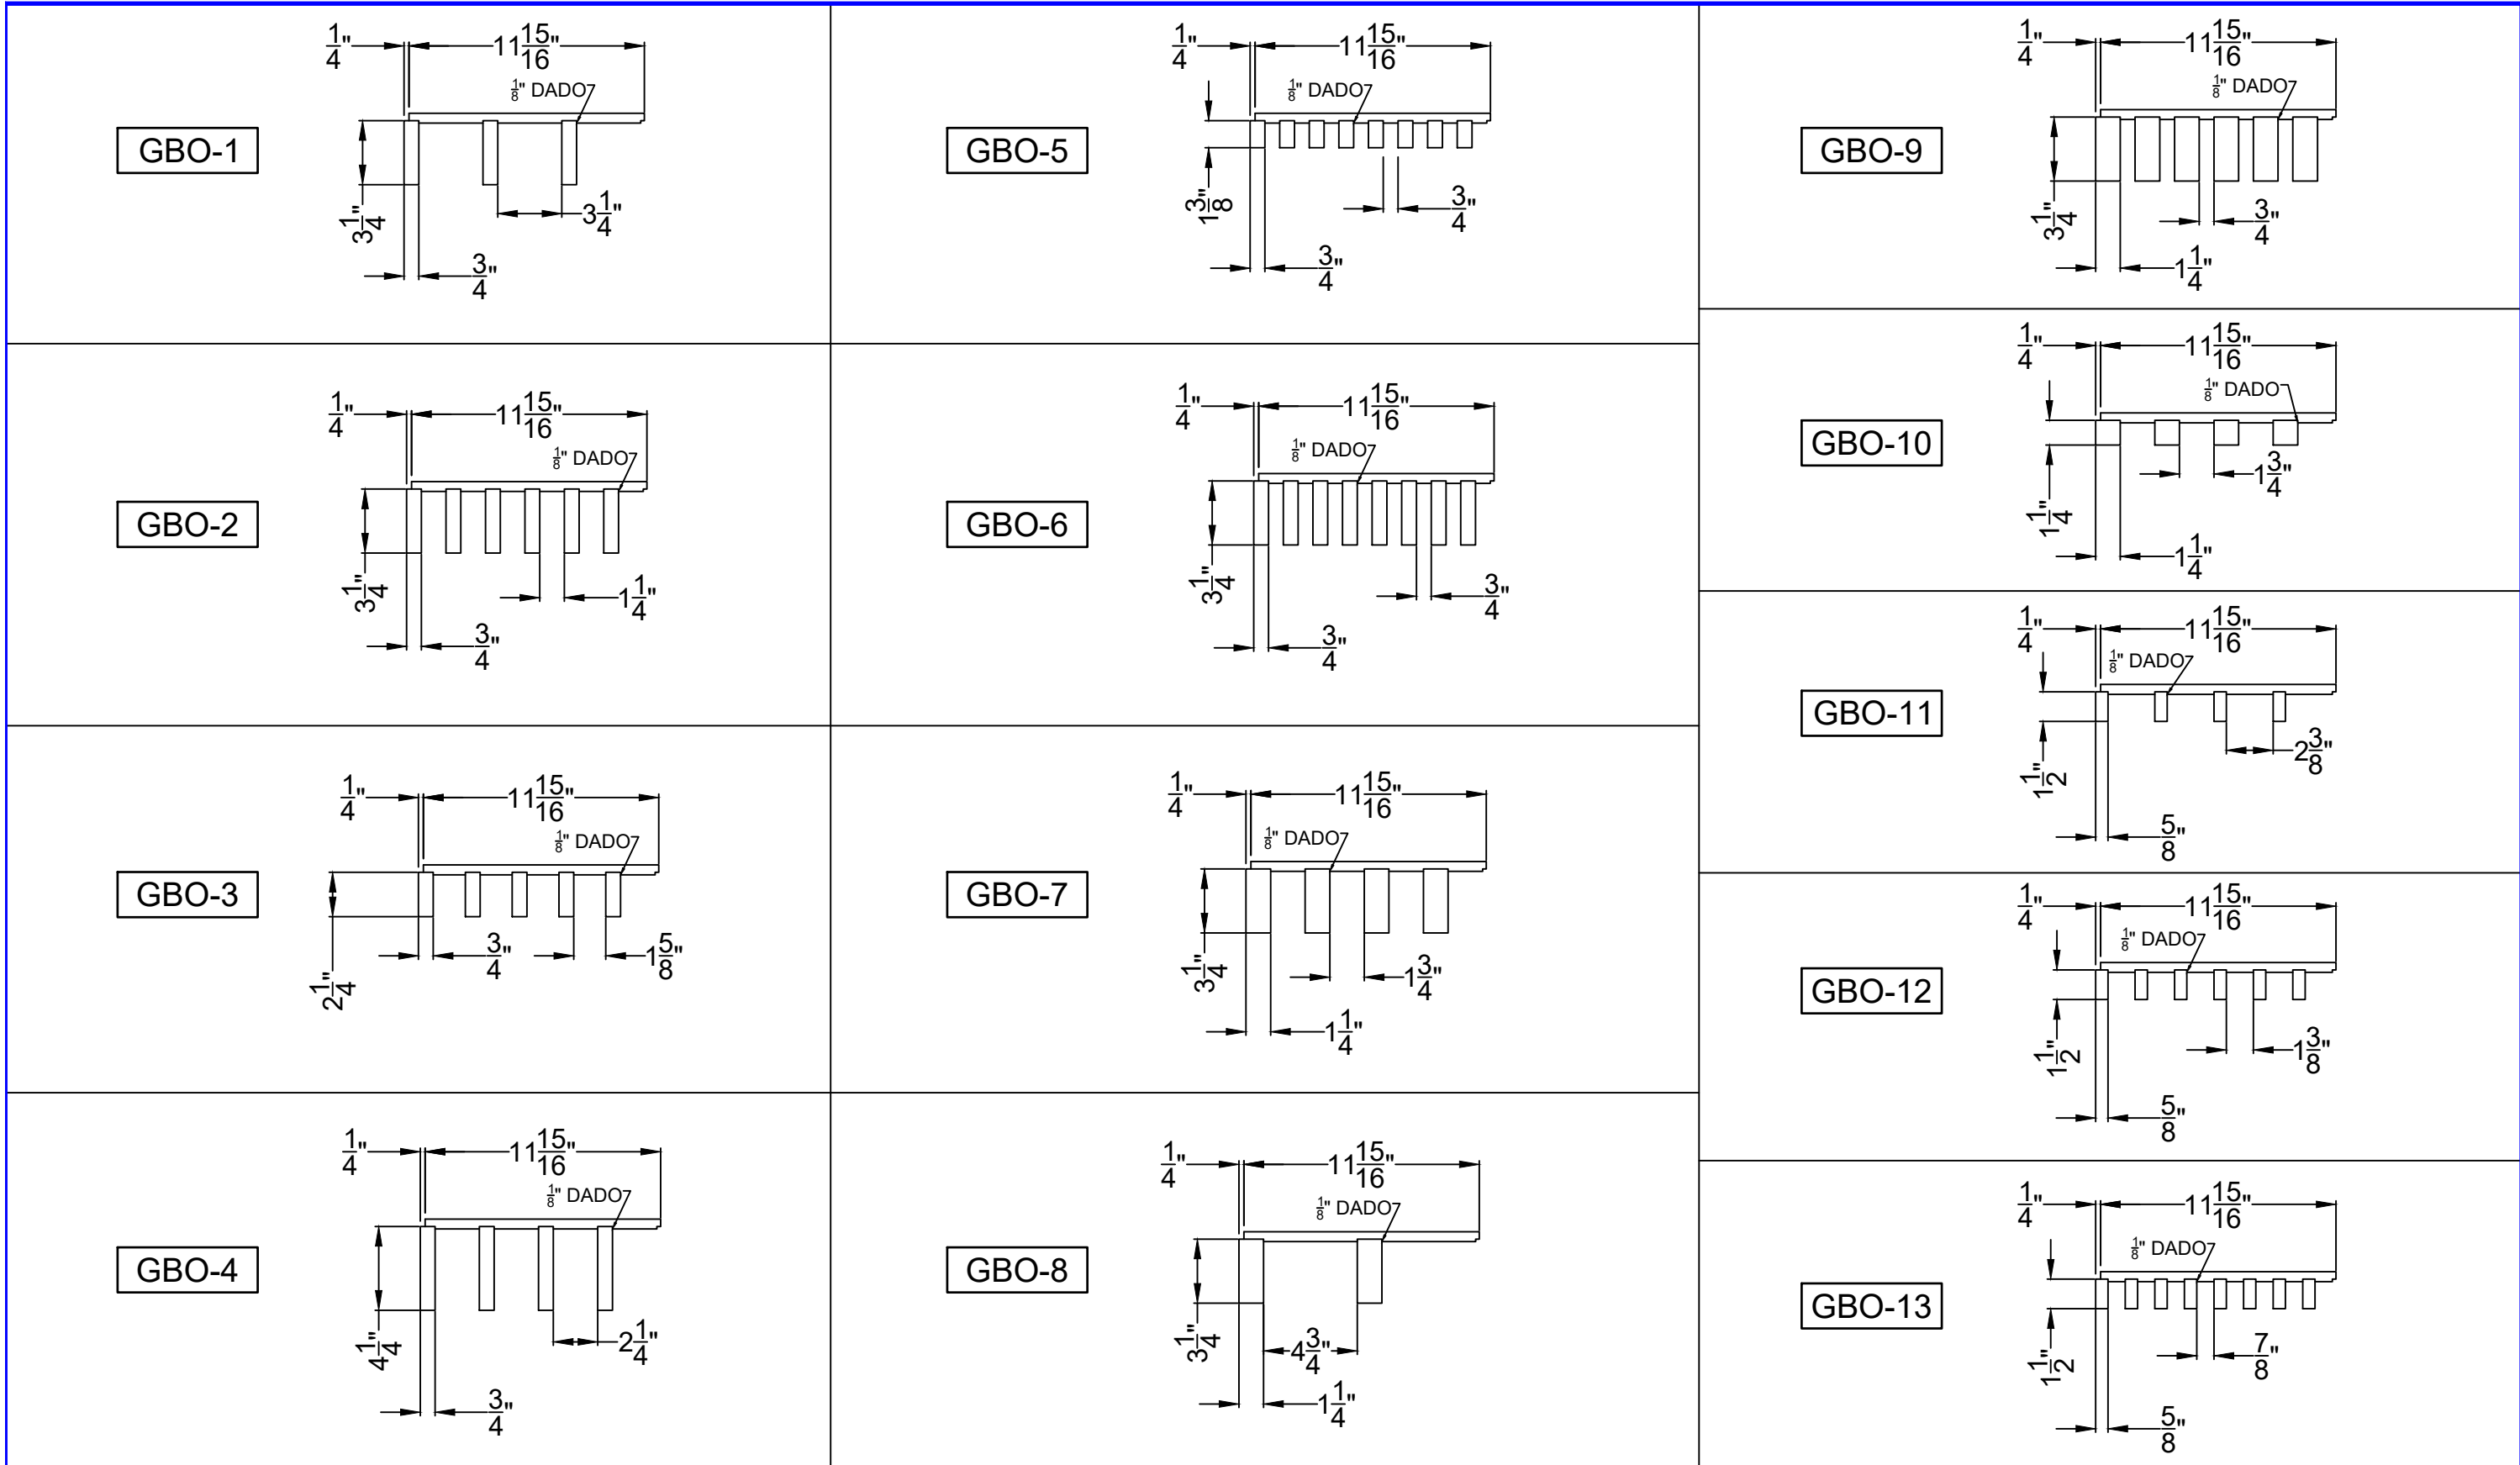 GBO-1
1/4"
11 15/16"
1/8" DADO
3 1/4"
3 1/4"
3/4"
GBO-2
1/4"
11 15/16"
1/8" DADO
3 1/4"
1 1/4"
3/4"
GBO-3
1/4"
11 15/16"
1/8" DADO
2 1/4"
3/4"
1 5/8"
GBO-4
1/4"
11 15/16"
1/8" DADO
4 1/4"
2 1/4"
3/4"
GBO-5
1/4"
11 15/16"
1/8" DADO
1 3/8"
3/4"
3/4"
GBO-6
1/4"
11 15/16"
1/8" DADO
3 1/4"
3/4"
3/4"
GBO-7
1/4"
11 15/16"
1/8" DADO
3 1/4"
1 3/4"
1 1/4"
GBO-8
1/4"
11 15/16"
1/8" DADO
3 1/4"
4 3/4"
1 1/4"
GBO-9
1/4"
11 15/16"
1/8" DADO
3 1/4"
3/4"
1 1/4"
GBO-10
1/4"
11 15/16"
1/8" DADO
1 1/4"
1 3/4"
1 1/4"
GBO-11
1/4"
11 15/16"
1/8" DADO
1 1/2"
2 3/8"
5/8"
GBO-12
1/4"
11 15/16"
1/8" DADO
1 1/2"
1 3/8"
5/8"
GBO-13
1/4"
11 15/16"
1/8" DADO
1 1/2"
7/8"
5/8"